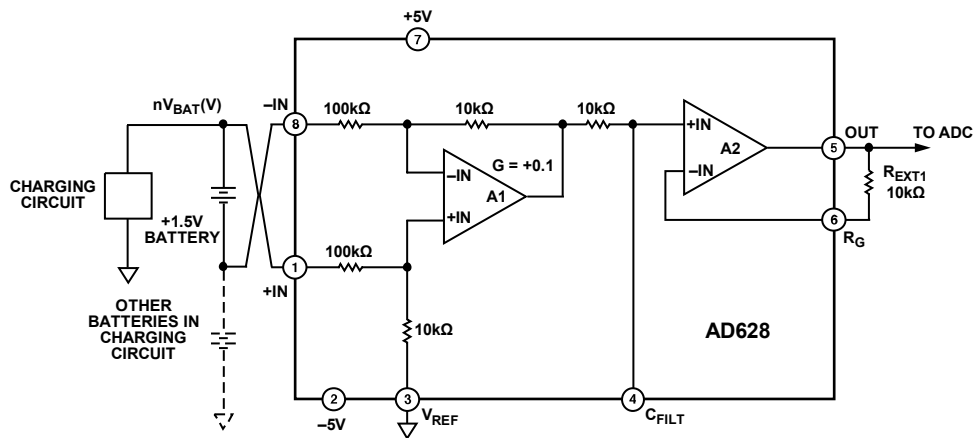 +5V
7
nVBAT(V)
–IN
8
100kΩ
10kΩ
10kΩ
+IN
A2
–IN
OUT
5
TO ADC
REXT1
10kΩ
6
RG
G = +0.1
–IN
A1
+IN
CHARGING
CIRCUIT
+1.5V
BATTERY
100kΩ
1
+IN
OTHER
BATTERIES IN
CHARGING
CIRCUIT
10kΩ
AD628
2
–5V
3
VREF
4
CFILT